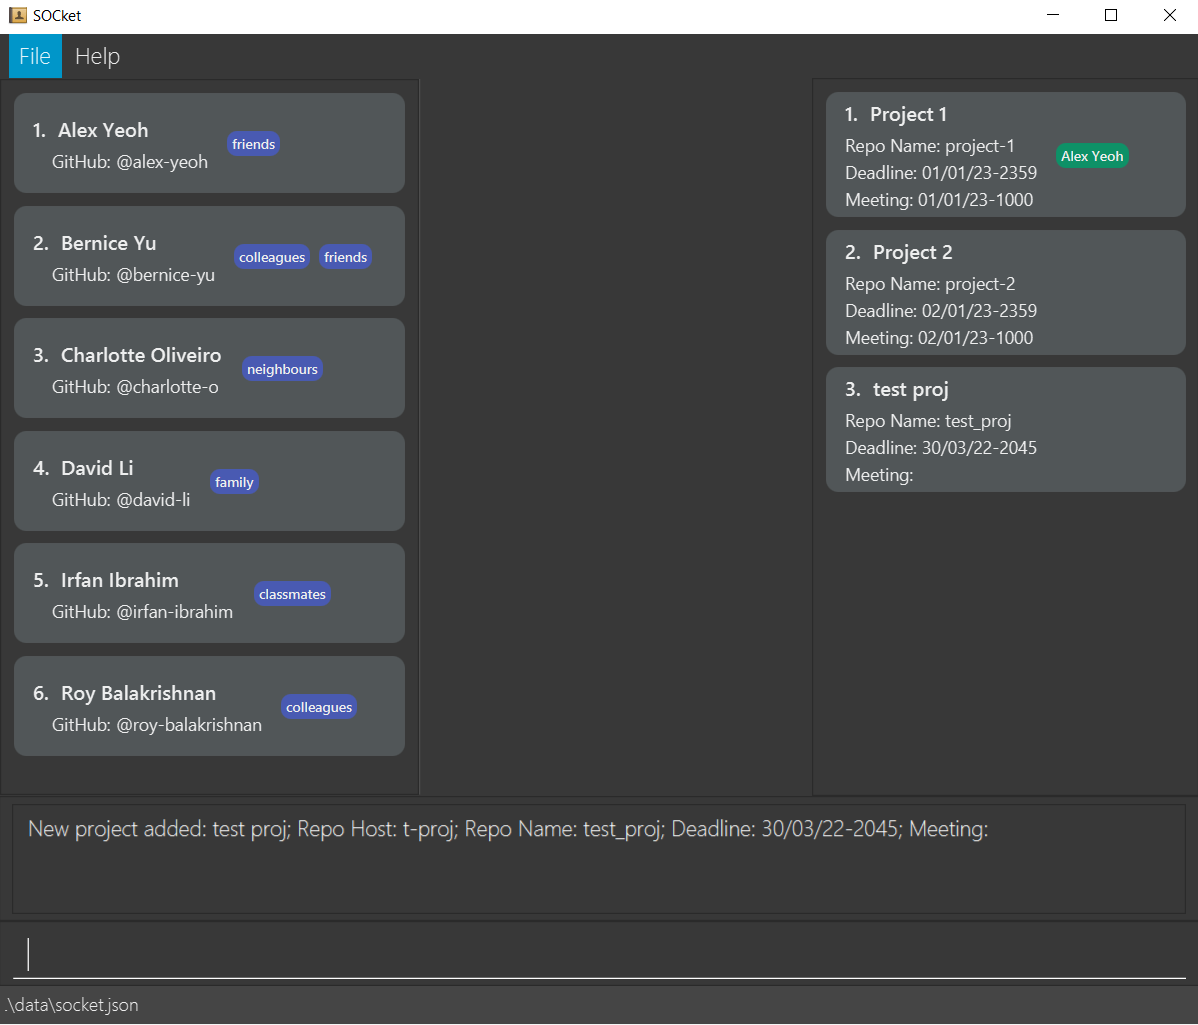 SOCket
File Help
1. Alex Yeoh
GitHub: @alex-yeoh
friends
2. Bernice Yu
GitHub: @bernice-yu
colleagues friends
3. Charlotte Oliveiro
GitHub: @charlotte-o
neighbours
4. David Li
GitHub: @david-li
family
5. Irfan Ibrahim
GitHub: @irfan-ibrahim
classmates
6. Roy Balakrishnan
GitHub: @roy-balakrishnan
colleagues
1. Project 1
Repo Name: project-1
Deadline: 01/01/23-2359
Meeting: 01/01/23-1000
Alex Yeoh
2. Project 2
Repo Name: project-2
Deadline: 02/01/23-2359
Meeting: 02/01/23-1000
3. test proj
Repo Name: test_proj
Deadline: 30/03/22-2045
Meeting:
New project added: test proj; Repo Host: t-proj; Repo Name: test_proj; Deadline: 30/03/22-2045; Meeting:
.\data\socket.json